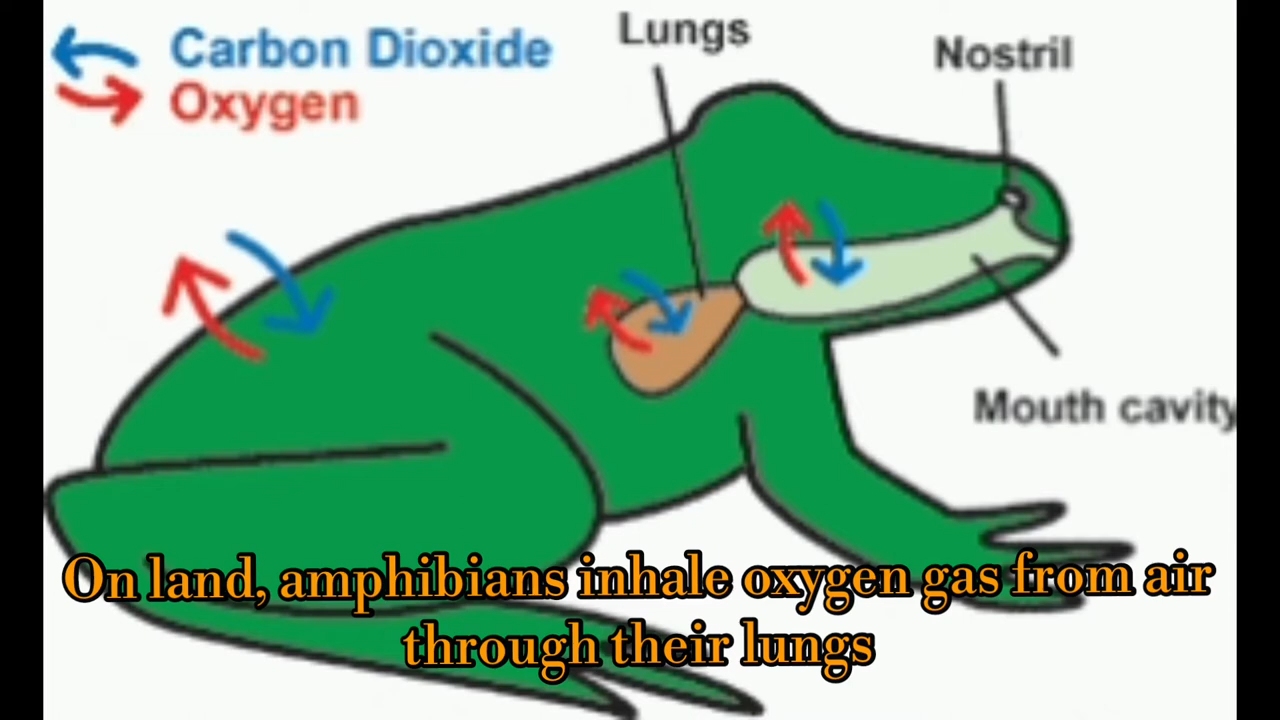 Carbon Dioxide
Oxygen
Lungs
Nostril
Mouth cavity
On land, amphibians inhale oxygen gas from air
through their lungs